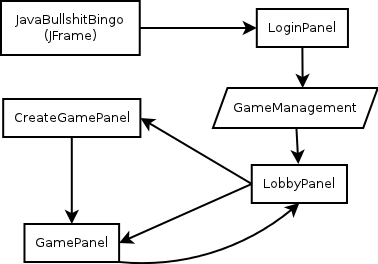 JavaBullshitBingo
(JFrame)
LoginPanel
GameManagement
CreateGamePanel
LobbyPanel
GamePanel